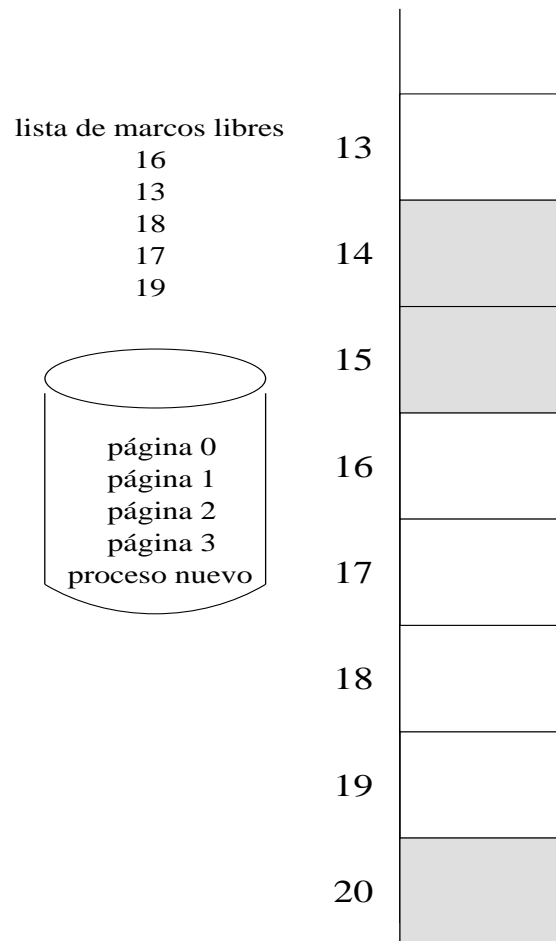 lista de marcos libres
16
13
18
17
19
página 0
página 1
página 2
página 3
proceso nuevo
13
14
15
16
17
18
19
20